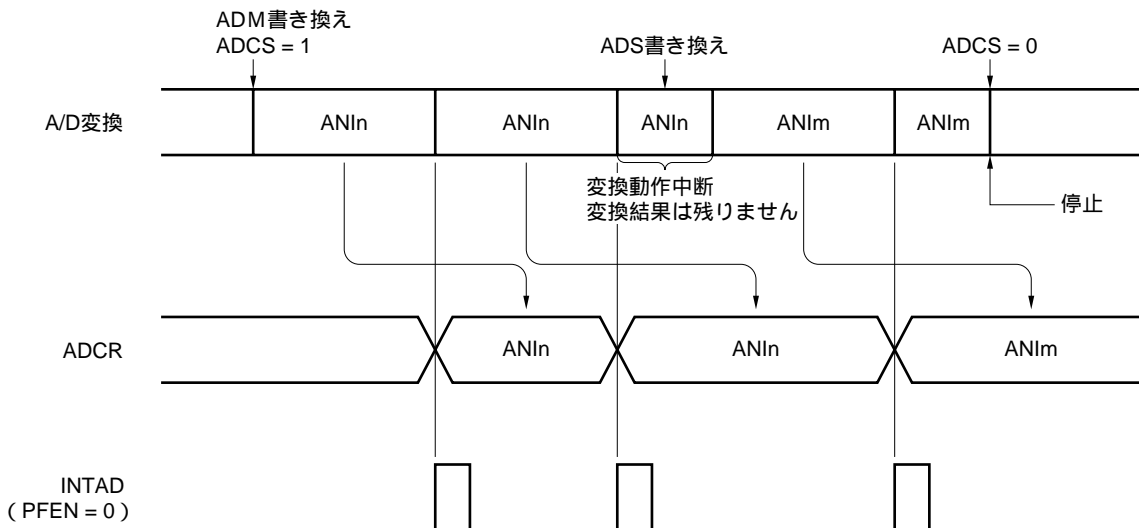 ADM書き換え
ADCS = 1
ADS書き換え
ADCS = 0
A/D変換
ANIn
ANIn
ANIn
ANIm
ANIm
変換動作中断
変換結果は残りません
停止
ADCR
ANIn
ANIn
ANIm
INTAD
( PFEN = 0 )